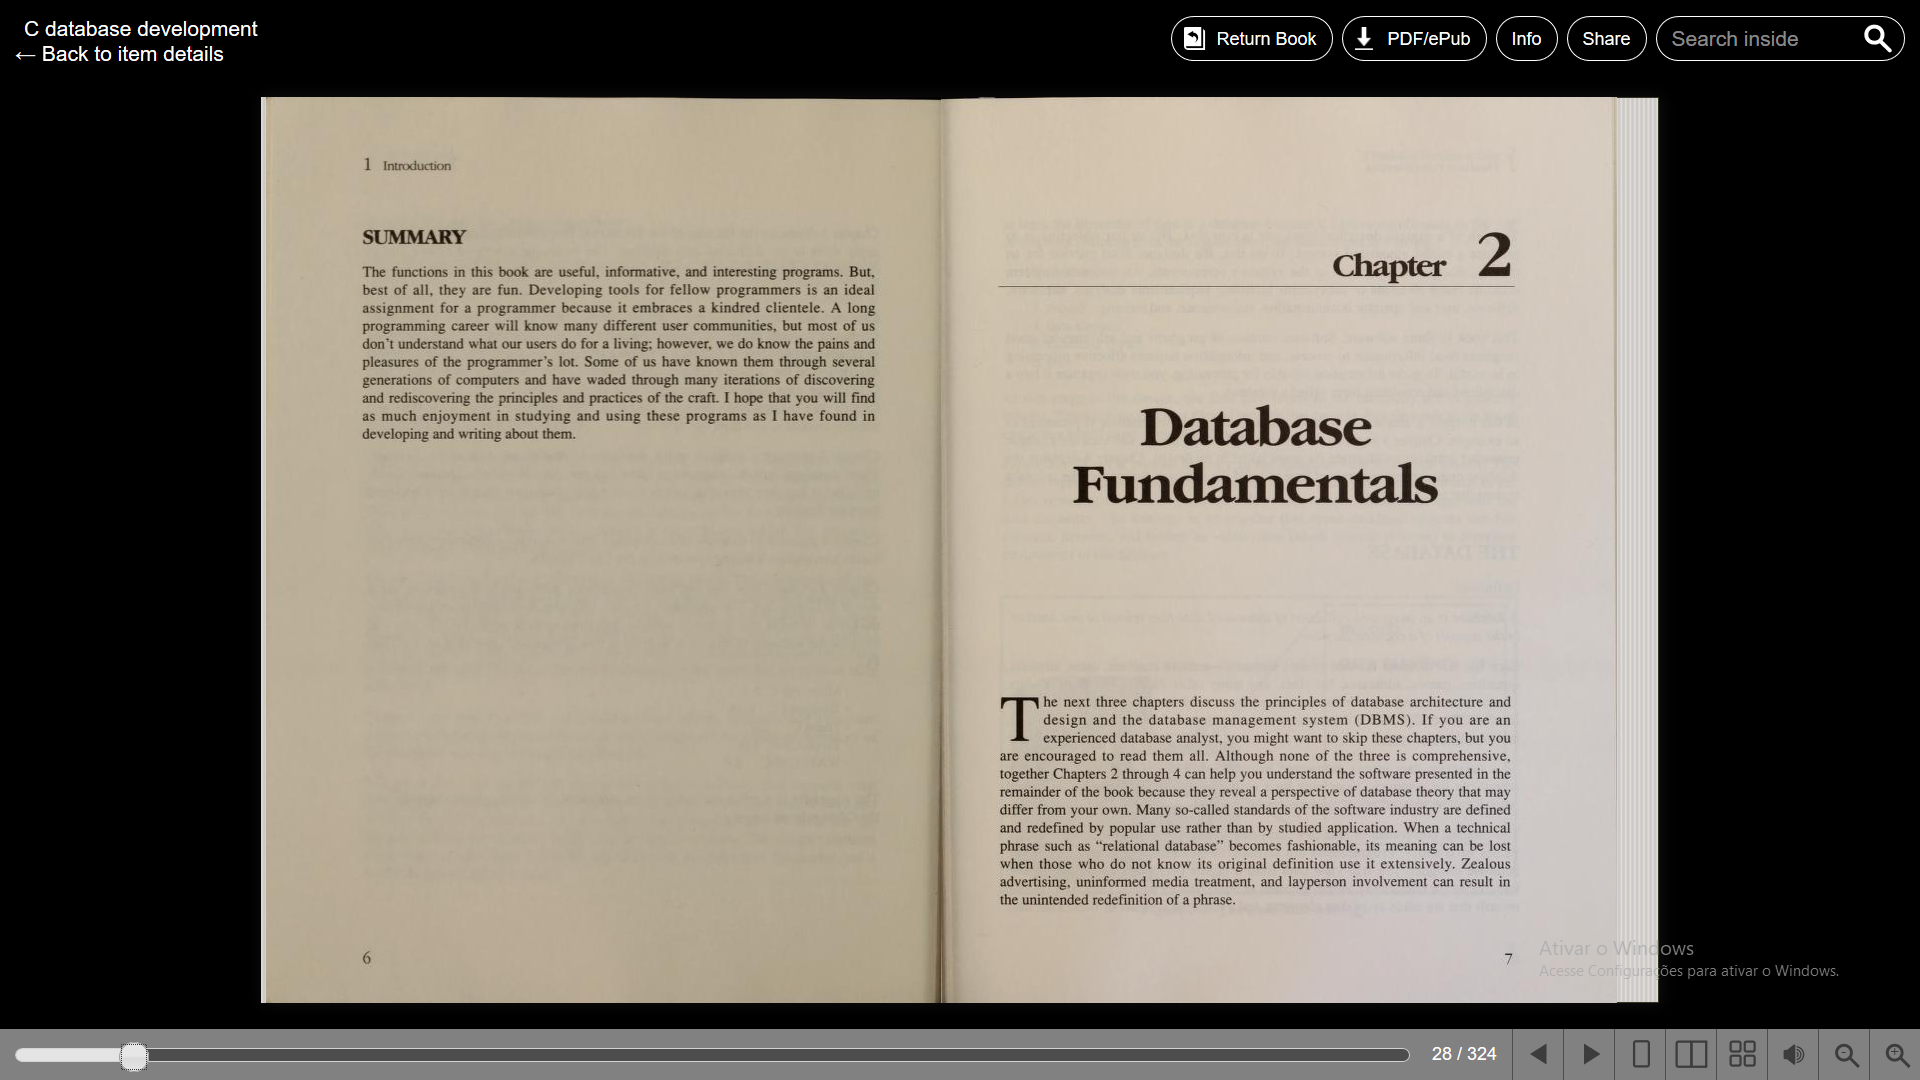 C database development
← Back to item details
Return Book
PDF/ePub
Info
Share
Search inside
1 Introduction
SUMMARY
The functions in this book are useful, informative, and interesting programs. But,
best of all, they are fun. Developing tools for fellow programmers is an ideal
assignment for a programmer because it embraces a kindred clientele. A long
programming career will know many different user communities, but most of us
don't understand what our users do for a living; however, we do know the pains and
pleasures of the programmer's lot. Some of us have known them through several
generations of computers and have waded through many iterations of discovering
and rediscovering the principles and practices of the craft. I hope that you will find
as much enjoyment in studying and using these programs as I have found in
developing and writing about them.
6
Chapter 2
Database
Fundamentals
The next three chapters discuss the principles of database architecture and
design and the database management system (DBMS). If you are an
experienced database analyst, you might want to skip these chapters, but you
are encouraged to read them all. Although none of the three is comprehensive,
together Chapters 2 through 4 can help you understand the software presented in the
remainder of the book because they reveal a perspective of database theory that may
differ from your own. Many so-called standards of the software industry are defined
and redefined by popular use rather than by studied application. When a technical
phrase such as “relational database” becomes fashionable, its meaning can be lost
when those who do not know its original definition use it extensively. Zealous
advertising, uninformed media treatment, and layperson involvement can result in
the unintended redefinition of a phrase.
7
Ativar o Windows
Acesse Configurações para ativar o Windows.
28 / 324